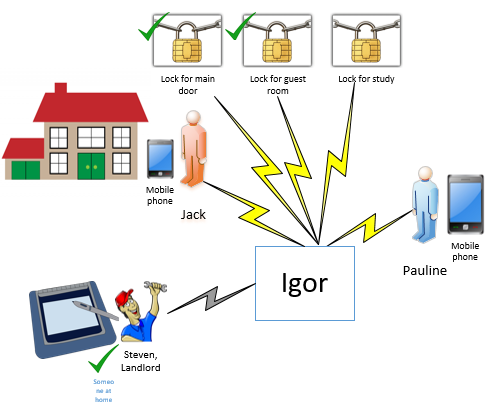 Lock for main
door
Lock for guest
room
Lock for study
Mobile
phone
Jack
Mobile
phone
Pauline
Igor
Steven,
Landlord
Someo
ne at
home